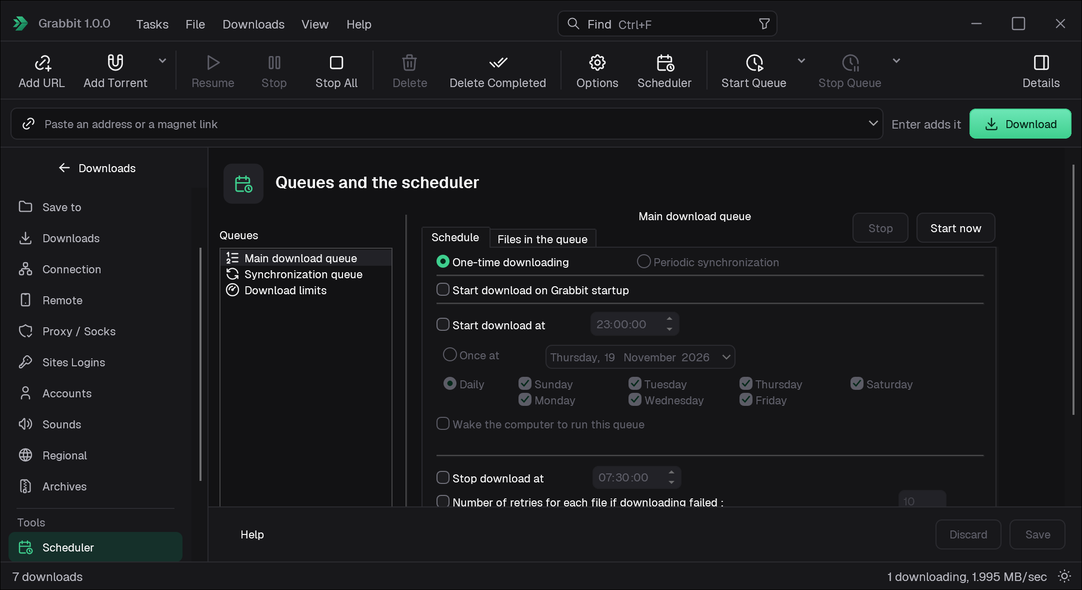 Grabbit 1.0.0
Tasks File Downloads View Help
Find Ctrl+F
Add URL Add Torrent Resume Stop Stop All Delete Delete Completed Options Scheduler Start Queue Stop Queue Details
Paste an address or a magnet link
Enter adds it
Download
Downloads
Save to
Downloads
Connection
Remote
Proxy / Socks
Sites Logins
Accounts
Sounds
Regional
Archives
Tools
Scheduler
Queues and the scheduler
Queues
Main download queue
Synchronization queue
Download limits
Main download queue
Stop Start now
Schedule Files in the queue
One-time downloading Periodic synchronization
Start download on Grabbit startup
Start download at 23:00:00
Once at Thursday, 19 November 2026
Daily Sunday Tuesday Thursday Saturday
Monday Wednesday Friday
Wake the computer to run this queue
Stop download at 07:30:00
Number of retries for each file if downloading failed : 10
Help Discard Save
7 downloads 1 downloading, 1.995 MB/sec